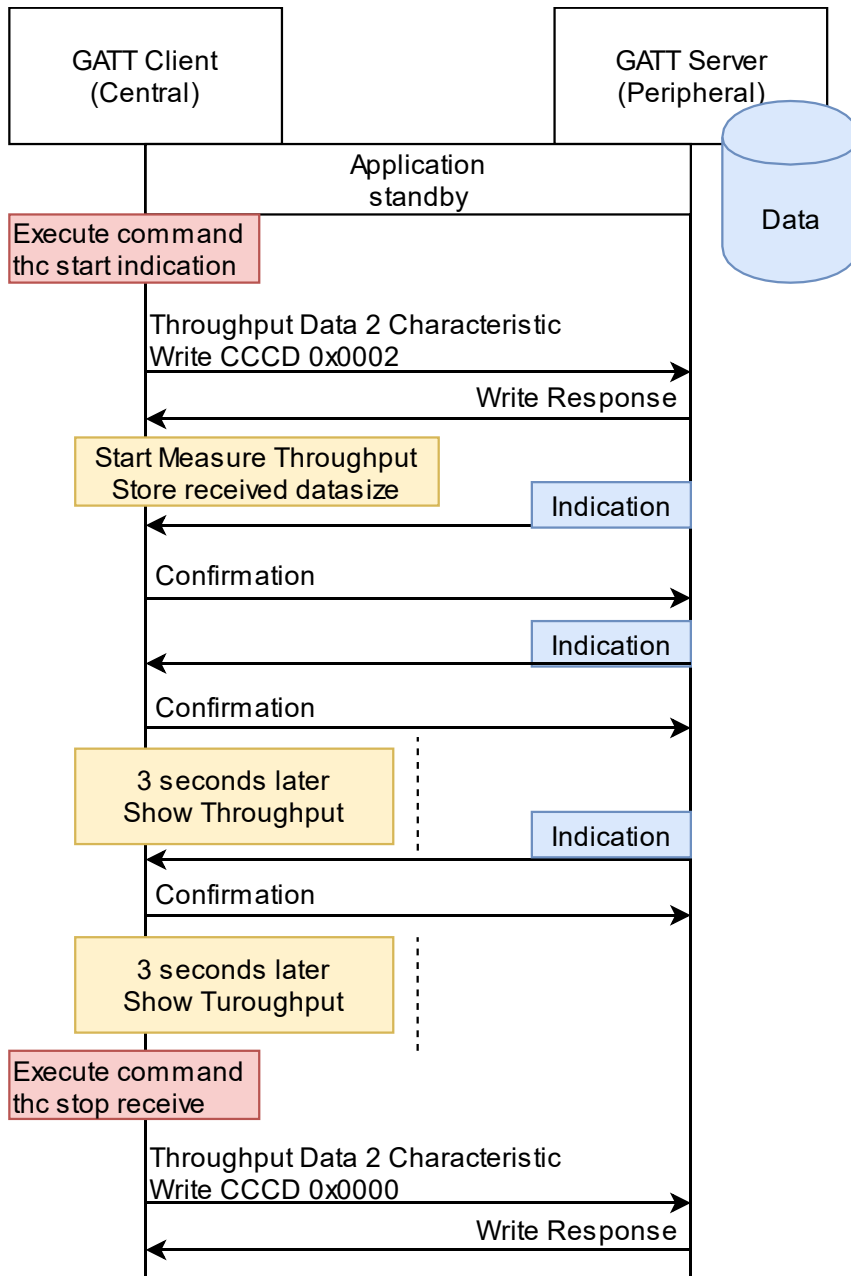 GATT Client
(Central)
GATT Server
(Peripheral)
Application
standby
Data
Execute command
thc start indication
Throughput Data 2 Characteristic
Write CCCD 0x0002
Write Response
Start Measure Throughput
Store received datasize
Indication
Confirmation
Indication
Confirmation
3 seconds later
Show Throughput
Indication
Confirmation
3 seconds later
Show Turoughput
Execute command
thc stop receive
Throughput Data 2 Characteristic
Write CCCD 0x0000
Write Response